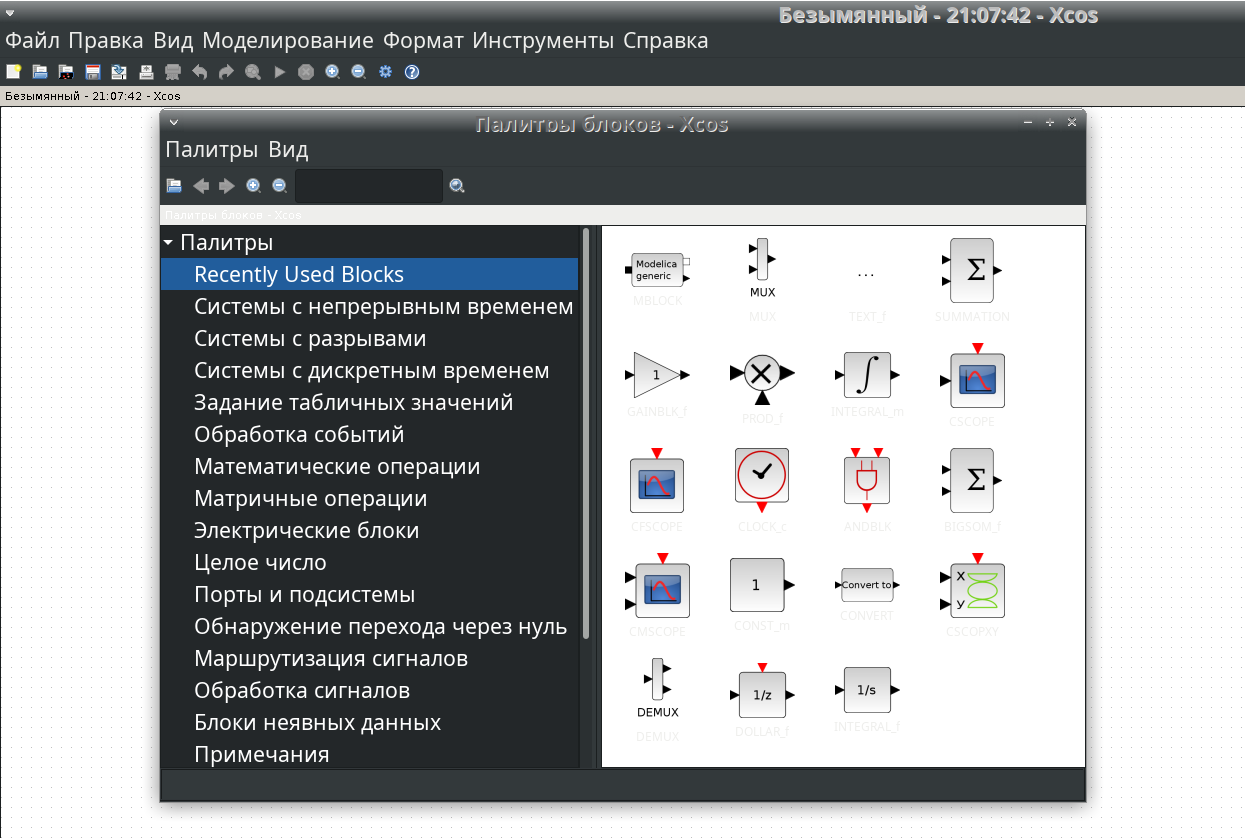 Безымянный - 21:07:42 - Xcos
Файл Правка Вид Моделирование Формат Инструменты Справка
Безымянный - 21:07:42 - Xcos
Палитры блоков - Xcos
Палитры Вид
Палитры блоков - Xcos
Палитры
Recently Used Blocks
Системы с непрерывным временем
Системы с разрывами
Системы с дискретным временем
Задание табличных значений
Обработка событий
Математические операции
Матричные операции
Электрические блоки
Целое число
Порты и подсистемы
Обнаружение перехода через нуль
Маршрутизация сигналов
Обработка сигналов
Блоки неявных данных
Примечания
Modelica
generic
MUX
...
Σ
MBLOCK
MUX
TEXT_f
SUMMATION
1
∫
GAINBLK_f
PROD_f
INTEGRAL_m
CSCOPE
Σ
CFSCOPE
CLOCK_c
ANDBLK
BIGSOM_f
1
Convert to
X
y
CMSCOPE
CONST_m
CONVERT
CSCOPXY
DEMUX
1/z
1/s
DEMUX
DOLLAR_f
INTEGRAL_f